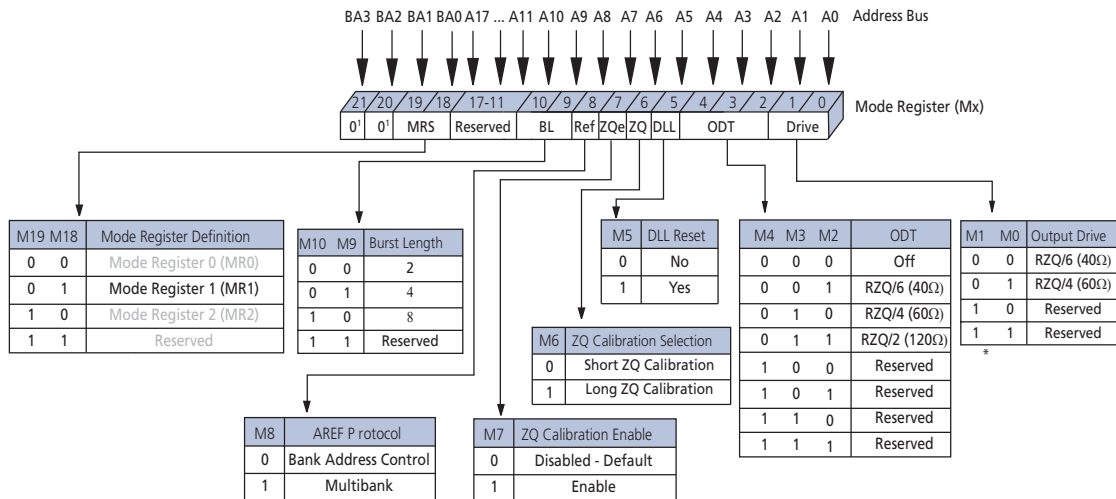 BA3 BA2 BA1 BA0 A17 ... A11 A10 A9 A8 A7 A6 A5 A4 A3 A2 A1 A0 Address Bus
21 20 19 18 17-11 10 9 8 7 6 5 4 3 2 1 0
Mode Register (Mx)
0¹ 0¹ MRS Reserved BL Ref ZQe ZQ DLL ODT Drive
M19 M18 Mode Register Definition
0 0 Mode Register 0 (MR0)
0 1 Mode Register 1 (MR1)
1 0 Mode Register 2 (MR2)
1 1 Reserved
M10 M9 Burst Length
0 0 2
0 1 4
1 0 8
1 1 Reserved
M5 DLL Reset
0 No
1 Yes
M4 M3 M2 ODT
0 0 0 Off
0 0 1 RZQ/6 (40Ω)
0 1 0 RZQ/4 (60Ω)
0 1 1 RZQ/2 (120Ω)
1 0 0 Reserved
1 0 1 Reserved
1 1 0 Reserved
1 1 1 Reserved
M1 M0 Output Drive
0 0 RZQ/6 (40Ω)
0 1 RZQ/4 (60Ω)
1 0 Reserved
1 1 Reserved
*
M6 ZQ Calibration Selection
0 Short ZQ Calibration
1 Long ZQ Calibration
M8 AREF P rotocol
0 Bank Address Control
1 Multibank
M7 ZQ Calibration Enable
0 Disabled - Default
1 Enable